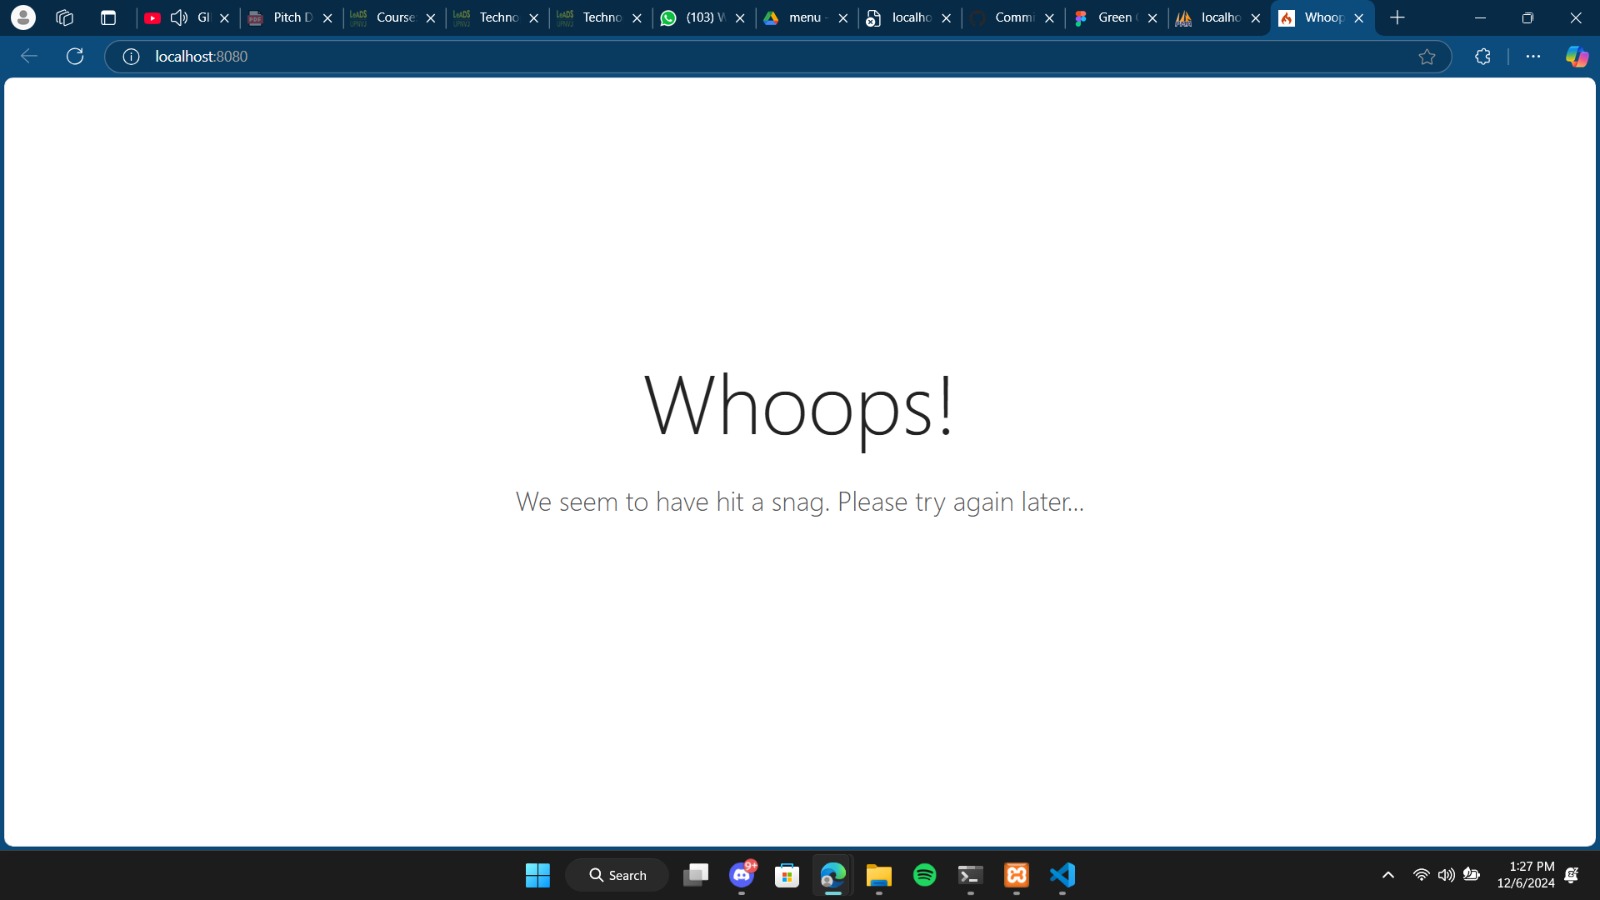 Gl
Pitch D
Course
Techno
Techno
(103) W
menu
localho
Commi
Green
localho
Whoop
localhost:8080
Whoops!
We seem to have hit a snag. Please try again later...
Search
9+
1:27 PM
12/6/2024